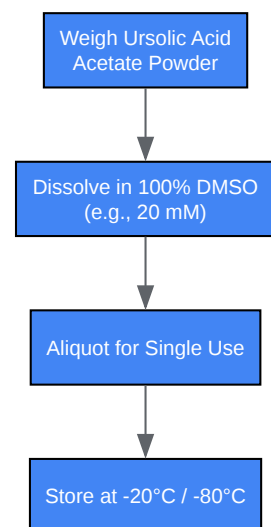 Weigh Ursolic Acid
Acetate Powder
Dissolve in 100% DMSO
(e.g., 20 mM)
Aliquot for Single Use
Store at -20°C / -80°C